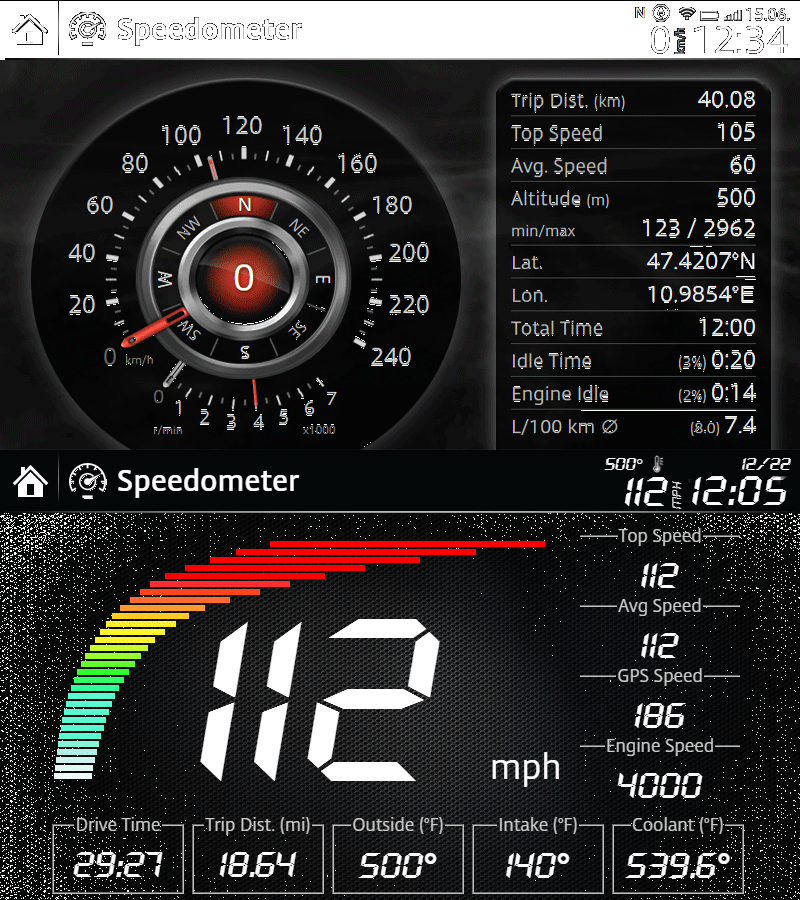 Speedometer
N 15.06.
0 km/h 12:34
100 120 140
80 160
60 180
40 200
20 220
0 km/h 240
N
NW NE
W 0 E
SW SE
S
0 1 2 3 4 5 6 7
r/min x1000
Trip Dist. (km) 40.08
Top Speed 105
Avg. Speed 60
Altitude (m) 500
min/max 123 / 2962
Lat. 47.4207°N
Lon. 10.9854°E
Total Time 12:00
Idle Time (3%) 0:20
Engine Idle (2%) 0:14
L/100 km Ø (8.0) 7.4
Speedometer
500° 12/22
112 MPH 12:05
112 mph
Top Speed
112
Avg Speed
112
GPS Speed
186
Engine Speed
4000
Drive Time Trip Dist. (mi) Outside (°F) Intake (°F) Coolant (°F)
29:27 18.64 500° 140° 539.6°